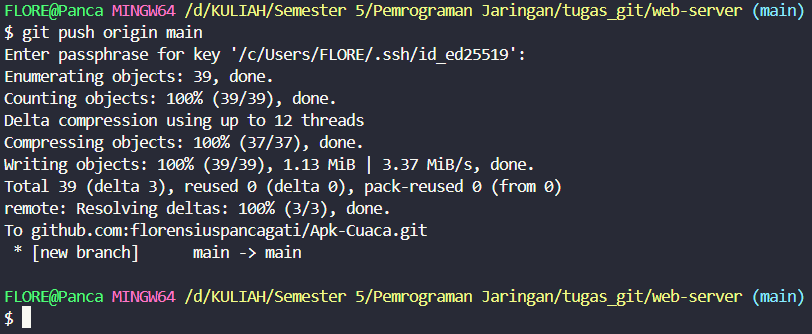 FLORE@Panca MINGW64 /d/KULIAH/Semester 5/Pemrograman Jaringan/tugas_git/web-server (main)
$ git push origin main
Enter passphrase for key '/c/Users/FLORE/.ssh/id_ed25519':
Enumerating objects: 39, done.
Counting objects: 100% (39/39), done.
Delta compression using up to 12 threads
Compressing objects: 100% (37/37), done.
Writing objects: 100% (39/39), 1.13 MiB | 3.37 MiB/s, done.
Total 39 (delta 3), reused 0 (delta 0), pack-reused 0 (from 0)
remote: Resolving deltas: 100% (3/3), done.
To github.com:florensiuspancagati/Apk-Cuaca.git
 * [new branch]      main -> main
FLORE@Panca MINGW64 /d/KULIAH/Semester 5/Pemrograman Jaringan/tugas_git/web-server (main)
$